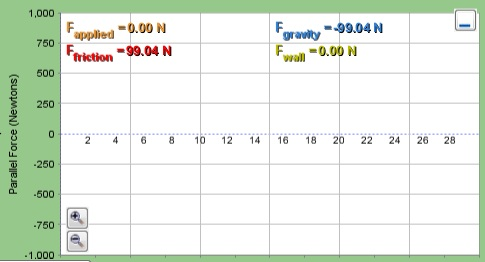 1,000
F applied = 0.00 N
F gravity = -99.04 N
F friction = 99.04 N
F wall = 0.00 N
750
500
250
0
2 4 6 8 10 12 14 16 18 20 22 24 26 28
-250
-500
-750
-1,000
Parallel Force (Newtons)